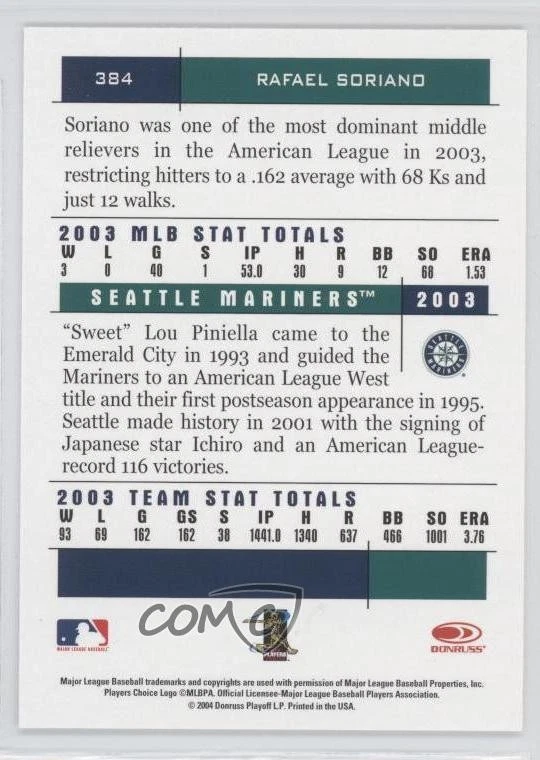 384 RAFAEL SORIANO
Soriano was one of the most dominant middle
relievers in the American League in 2003,
restricting hitters to a .162 average with 68 Ks and
just 12 walks.
2003 MLB STAT TOTALS
W L G S IP H R BB SO ERA
3 0 40 1 53.0 30 9 12 68 1.53
SEATTLE MARINERS™ 2003
"Sweet" Lou Piniella came to the
Emerald City in 1993 and guided the
Mariners to an American League West
title and their first postseason appearance in 1995.
Seattle made history in 2001 with the signing of
Japanese star Ichiro and an American League-
record 116 victories.
SEATTLE
MARINERS
2003 TEAM STAT TOTALS
W L G GS S IP H R BB SO ERA
93 69 162 162 38 1441.0 1340 637 466 1001 3.76
COMC
MAJOR LEAGUE BASEBALL
PLAYERS
DONRUSS
Major League Baseball trademarks and copyrights are used with permission of Major League Baseball Properties, Inc.
Players Choice Logo ©MLBPA. Official Licensee-Major League Baseball Players Association.
© 2004 Donruss Playoff L.P. Printed in the USA.